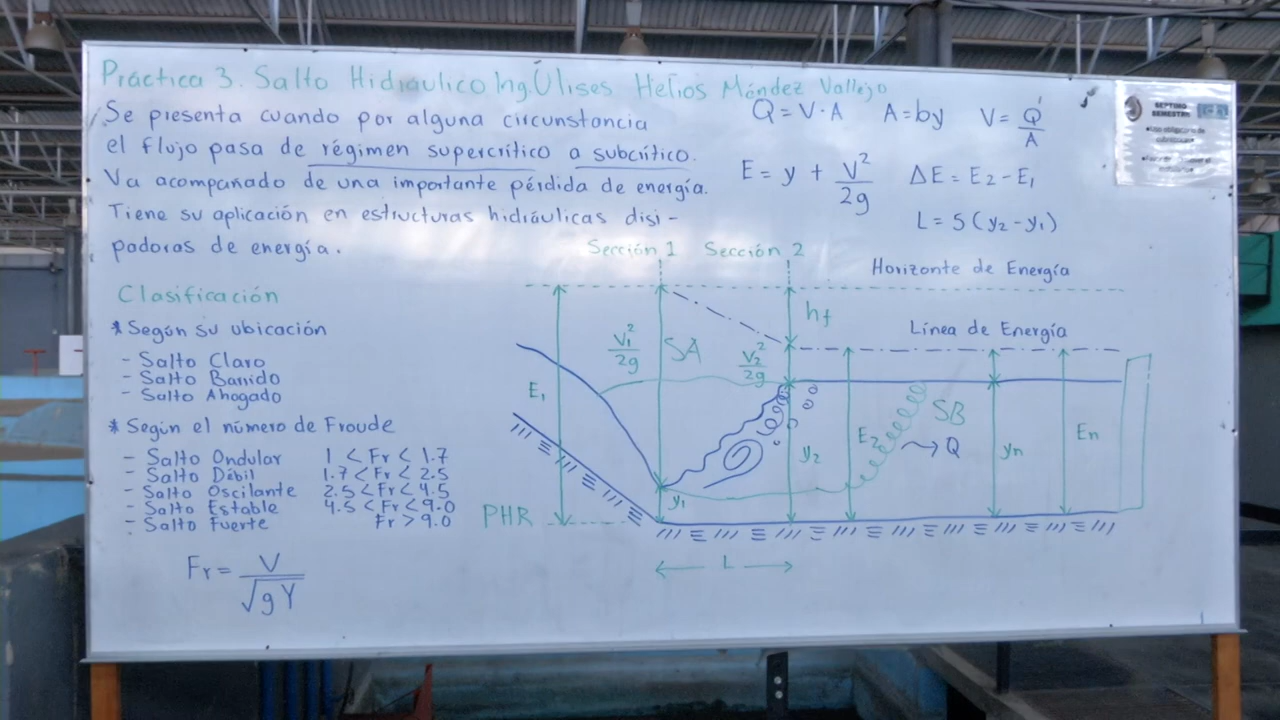 Práctica 3. Salto Hidráulico Ing. Ulises Helios Méndez Vallejo
Se presenta cuando por alguna circunstancia
el flujo pasa de régimen supercrítico a subcrítico.
Va acompañado de una importante pérdida de energía.
Tiene su aplicación en estructuras hidráulicas disi-
padoras de energía.
Q = V · A A = by V = Q/A
E = y + V²/2g ΔE = E₂ - E₁
L = 5 (y₂ - y₁)
Clasificación
* Según su ubicación
- Salto Claro
- Salto Barrido
- Salto Ahogado
* Según el número de Froude
- Salto Ondular 1 < Fr < 1.7
- Salto Débil 1.7 < Fr < 2.5
- Salto Oscilante 2.5 < Fr < 4.5
- Salto Estable 4.5 < Fr < 9.0
- Salto Fuerte Fr > 9.0
Fr = V/√gY
Sección 1 Sección 2
Horizonte de Energía
hf
Línea de Energía
V₁²/2g SA V₂²/2g
E₁
SB
E₂ → Q
y₂ yn En
y₁
PHR
L
SEPTIMO
SEMESTRE